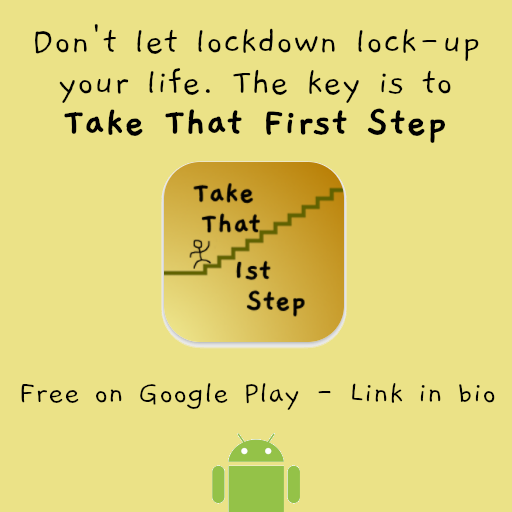 Don't let lockdown lock-up
your life. The key is to
Take That First Step
Take
That
1st
Step
Free on Google Play - Link in bio